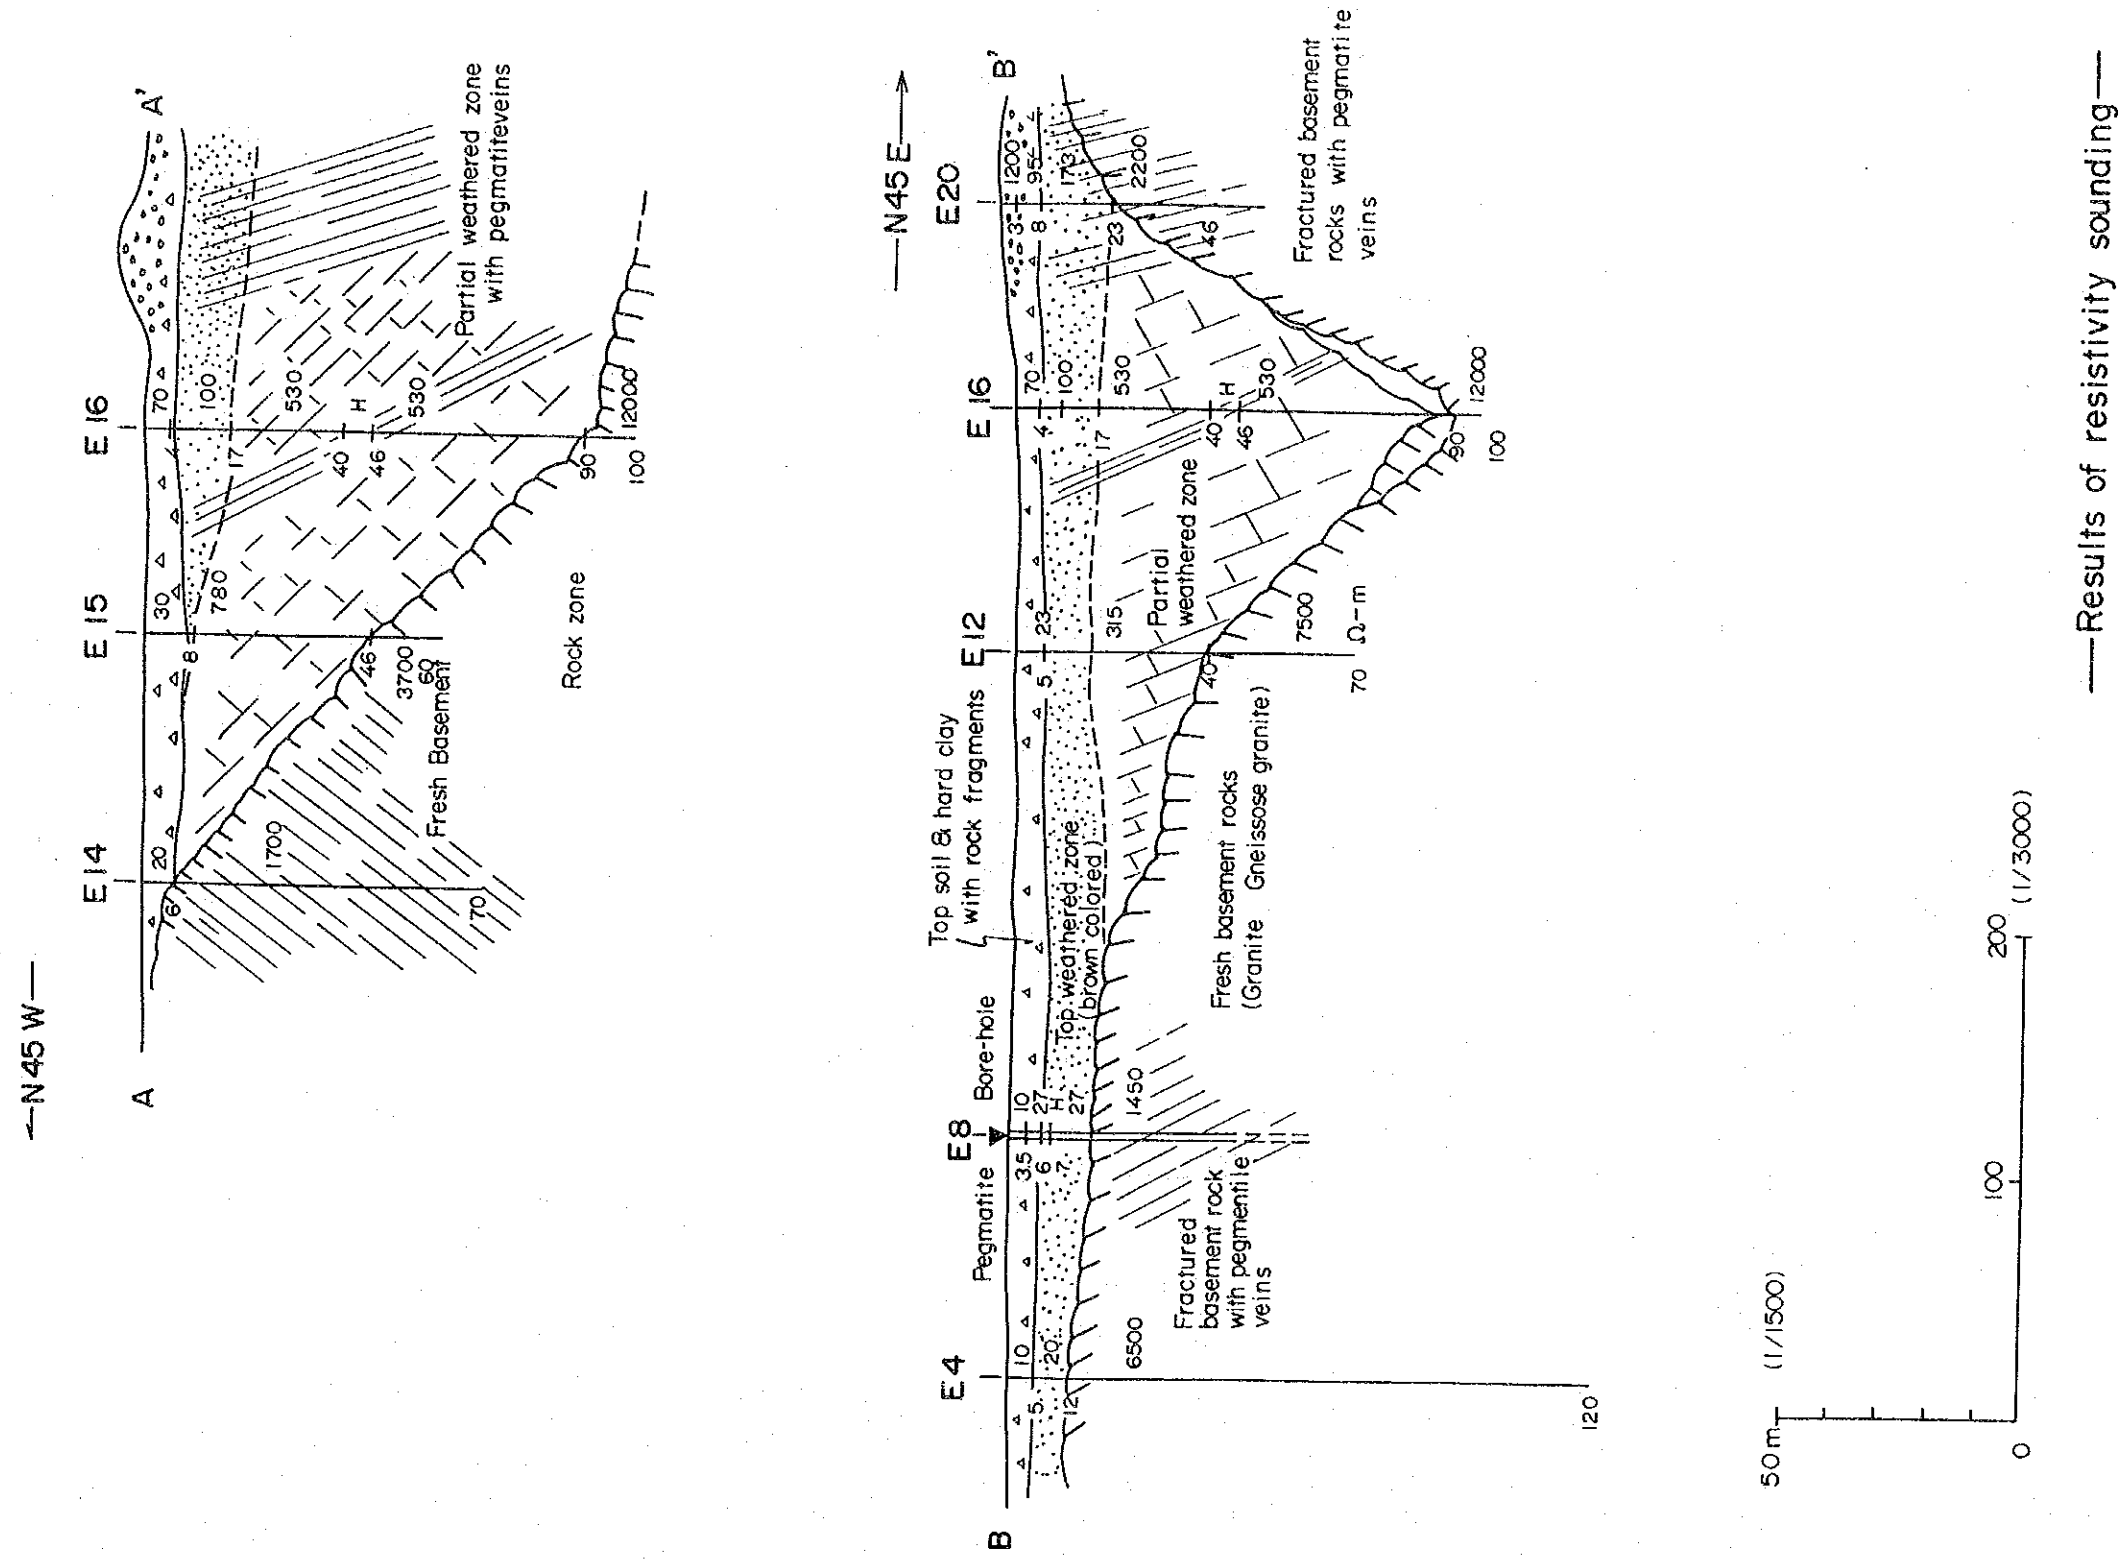 —N45W—
A
A'
E14
E15
E16
20
30
70
6
8
100
17
780
530
40
H
46
530
1700
46
3700
60
70
90
12000
100
Partial weathered zone
with pegmatiteveins
Fresh Basement
Rock zone
—N45E—
B
B'
E4
E8
E12
E16
E20
Pegmatite
Bore-hole
Top soil & hard clay
with rock fragments
Top weathered zone
(brown colored)
10
5
20
12
6500
120
3.5
6
7
10
27
H
27
1450
23
5
315
40
7500
70
Ω-m
70
4
100
17
530
40
H
46
530
90
12000
100
1200
3
954
8
173
23
2200
46
Partial
weathered zone
Fractured basement
rocks with pegmatite
veins
Fractured
basement rock
with pegmentile
veins
Fresh basement rocks
(Granite Gneissose granite)
50m
(1/1500)
0
100
200
(1/3000)
—Results of resistivity sounding—